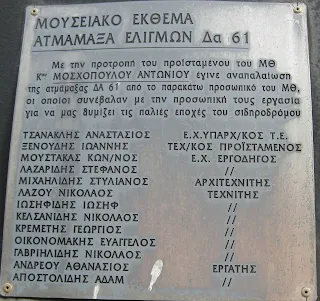 ΜΟΥΣΕΙΑΚΟ ΕΚΘΕΜΑ
ΑΤΜΑΜΑΞΑ ΕΛΙΓΜΩΝ Δα 61
Με την προτροπή του προϊσταμένου του ΜΘ
Κου ΜΟΣΧΟΠΟΥΛΟΥ ΑΝΤΩΝΙΟΥ έγινε αναπαλαίωση
της ατμάμαξας ΔΑ 61 από το παρακάτω προσωπικό του ΜΘ,
οι οποίοι συνέβαλαν με την προσωπική τους εργασία
για να μας θυμίζει τις παλιές εποχές του σιδηροδρόμου
ΤΣΑΝΑΚΛΗΣ ΑΝΑΣΤΑΣΙΟΣ Ε.Χ.ΥΠΑΡΧ/ΚΟΣ Τ.Ε.
ΞΕΝΟΥΔΗΣ ΙΩΑΝΝΗΣ ΤΕΧ/ΚΟΣ ΠΡΟΪΣΤΑΜΕΝΟΣ
ΜΟΥΣΤΑΚΑΣ ΚΩΝ/ΝΟΣ Ε.Χ. ΕΡΓΟΔΗΓΟΣ
ΛΑΖΑΡΙΔΗΣ ΣΤΕΦΑΝΟΣ //
ΜΙΧΑΗΛΙΔΗΣ ΣΤΥΛΙΑΝΟΣ ΑΡΧΙΤΕΧΝΙΤΗΣ
ΛΑΖΟΥ ΝΙΚΟΛΑΟΣ ΤΕΧΝΙΤΗΣ
ΙΩΣΗΦΙΔΗΣ ΙΩΣΗΦ //
ΚΕΛΣΑΝΙΔΗΣ ΝΙΚΟΛΑΟΣ //
ΚΡΕΜΕΤΗΣ ΓΕΩΡΓΙΟΣ //
ΟΙΚΟΝΟΜΑΚΗΣ ΕΥΑΓΓΕΛΟΣ //
ΓΑΒΡΙΗΛΙΔΗΣ ΝΙΚΟΛΑΟΣ //
ΑΝΔΡΕΟΥ ΑΘΑΝΑΣΙΟΣ ΕΡΓΑΤΗΣ
ΑΠΟΣΤΟΛΙΔΗΣ ΑΔΑΜ //